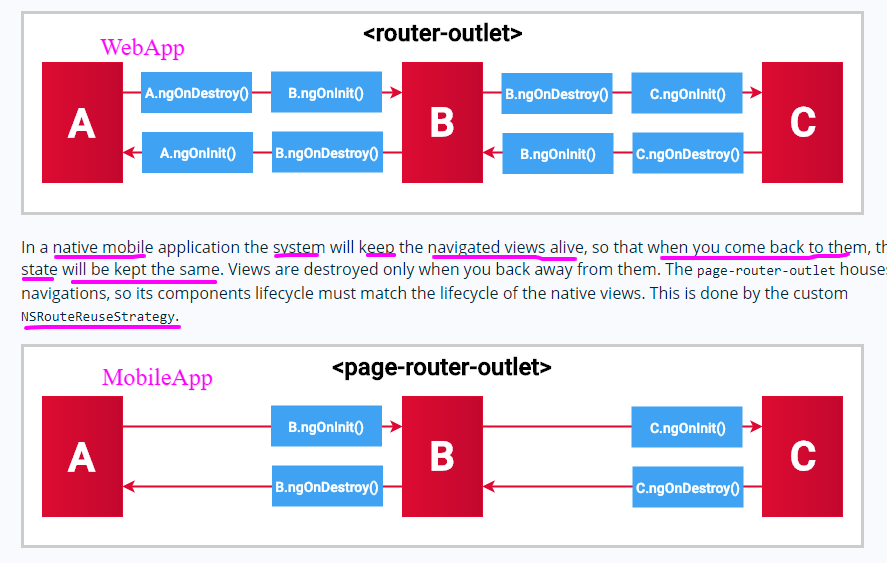 <router-outlet>
WebApp
A A.ngOnDestroy() B.ngOnInit() B B.ngOnDestroy() C.ngOnInit() C
A.ngOnInit() B.ngOnDestroy() B.ngOnInit() C.ngOnDestroy()
In a native mobile application the system will keep the navigated views alive, so that when you come back to them,
state will be kept the same. Views are destroyed only when you back away from them. The page-router-outlet houses
navigations, so its components lifecycle must match the lifecycle of the native views. This is done by the custom
NSRouteReuseStrategy.
<page-router-outlet>
MobileApp
A B.ngOnInit() B C.ngOnInit() C
B.ngOnDestroy() C.ngOnDestroy()